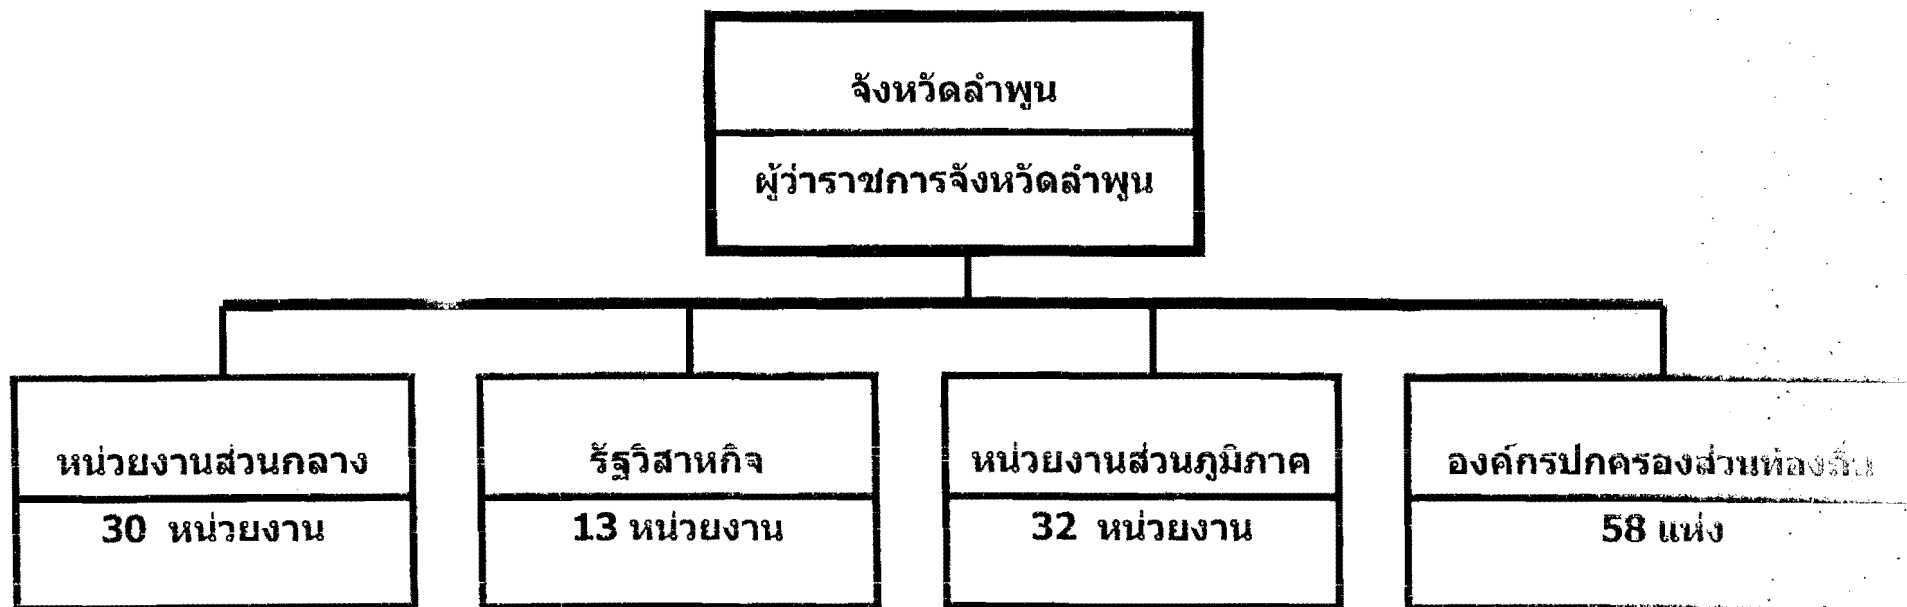 จังหวัดลำพูน
ผู้ว่าราชการจังหวัดลำพูน
หน่วยงานส่วนกลาง
30 หน่วยงาน
รัฐวิสาหกิจ
13 หน่วยงาน
หน่วยงานส่วนภูมิภาค
32 หน่วยงาน
องค์กรปกครองส่วนท้องถิ่น
58 แห่ง